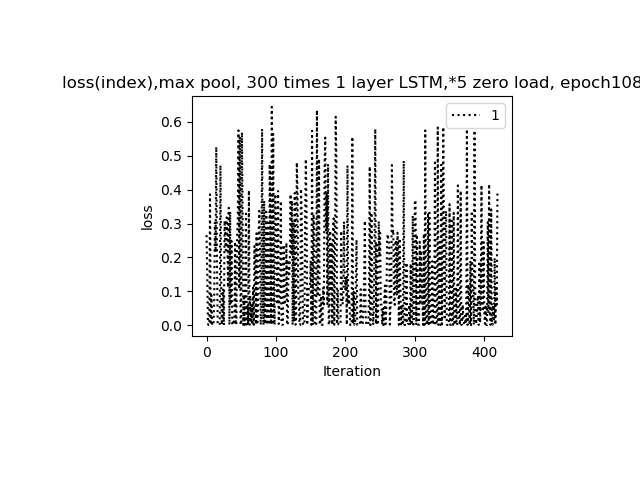 loss(index),max pool, 300 times 1 layer LSTM,*5 zero load, epoch108
1
0.6
0.5
0.4
0.3
0.2
0.1
0.0
loss
0 100 200 300 400
Iteration